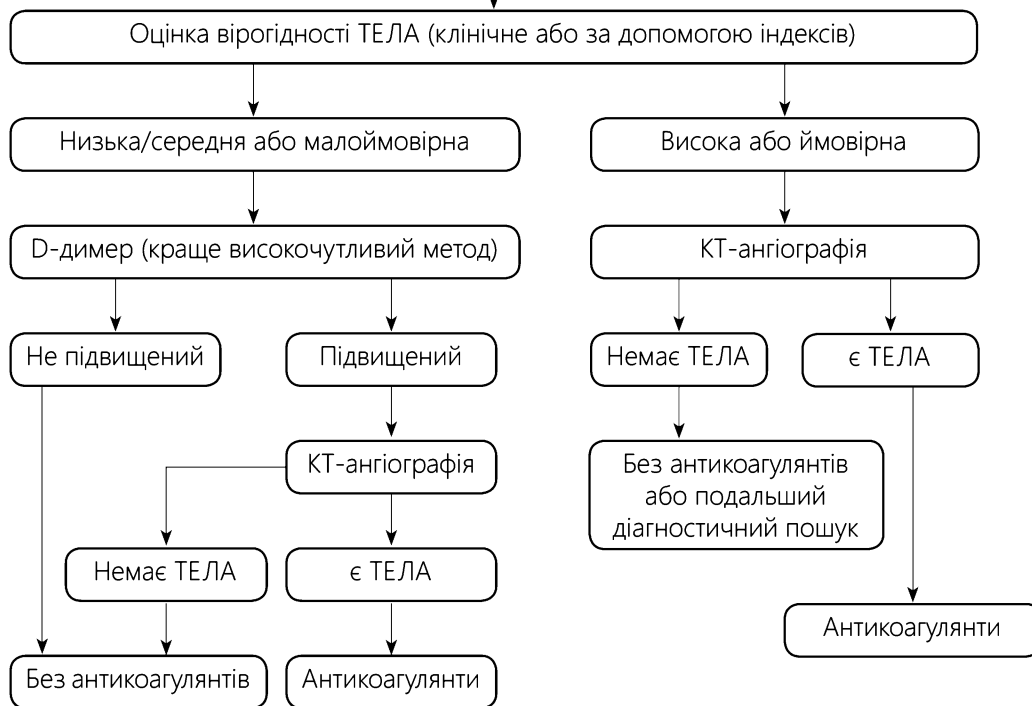 Оцінка вірогідності ТЕЛА (клінічне або за допомогою індексів)
Низька/середня або малоймовірна
Висока або ймовірна
D-димер (краще високочутливий метод)
КТ-ангіографія
Не підвищений
Підвищений
Немає ТЕЛА
є ТЕЛА
КТ-ангіографія
Без антикоагулянтів
або подальший
діагностичний пошук
Немає ТЕЛА
є ТЕЛА
Антикоагулянти
Без антикоагулянтів
Антикоагулянти